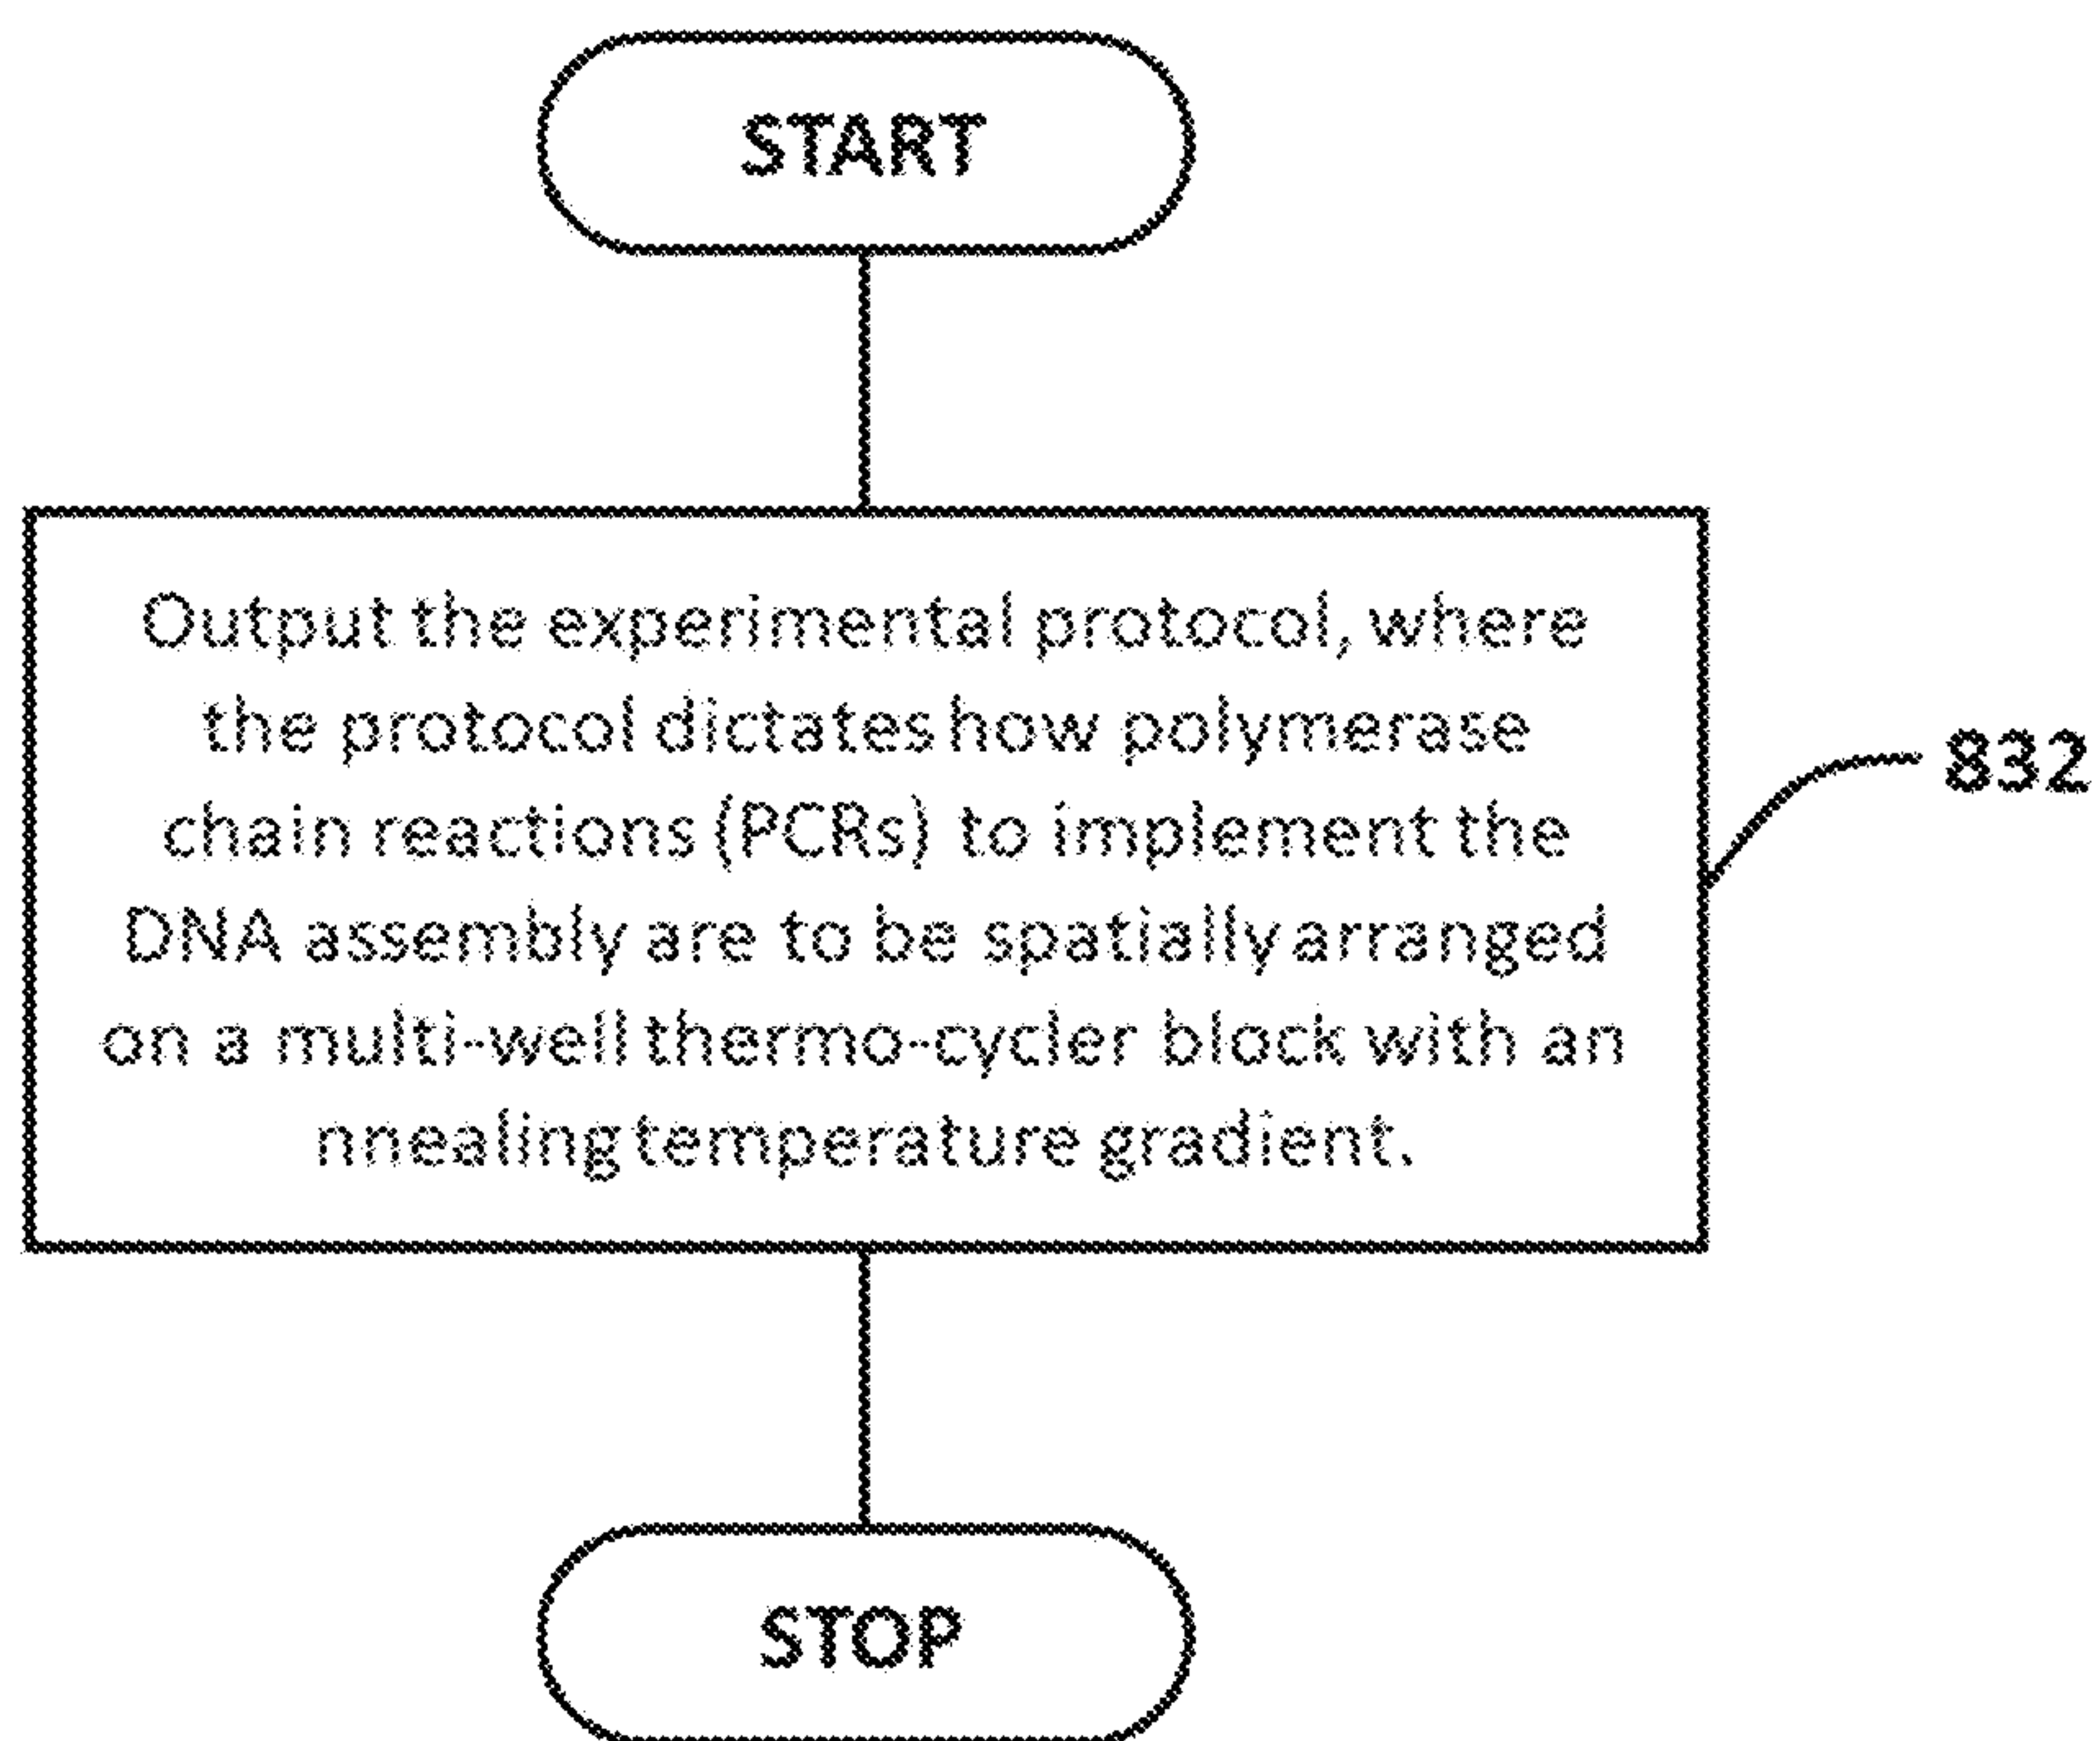 START
Output the experimental protocol, where
the protocol dictates how polymerase
chain reactions (PCRs) to implement the
DNA assembly are to be spatially arranged
on a multi-well thermo-cycler block with an
nnealing temperature gradient.
832
STOP